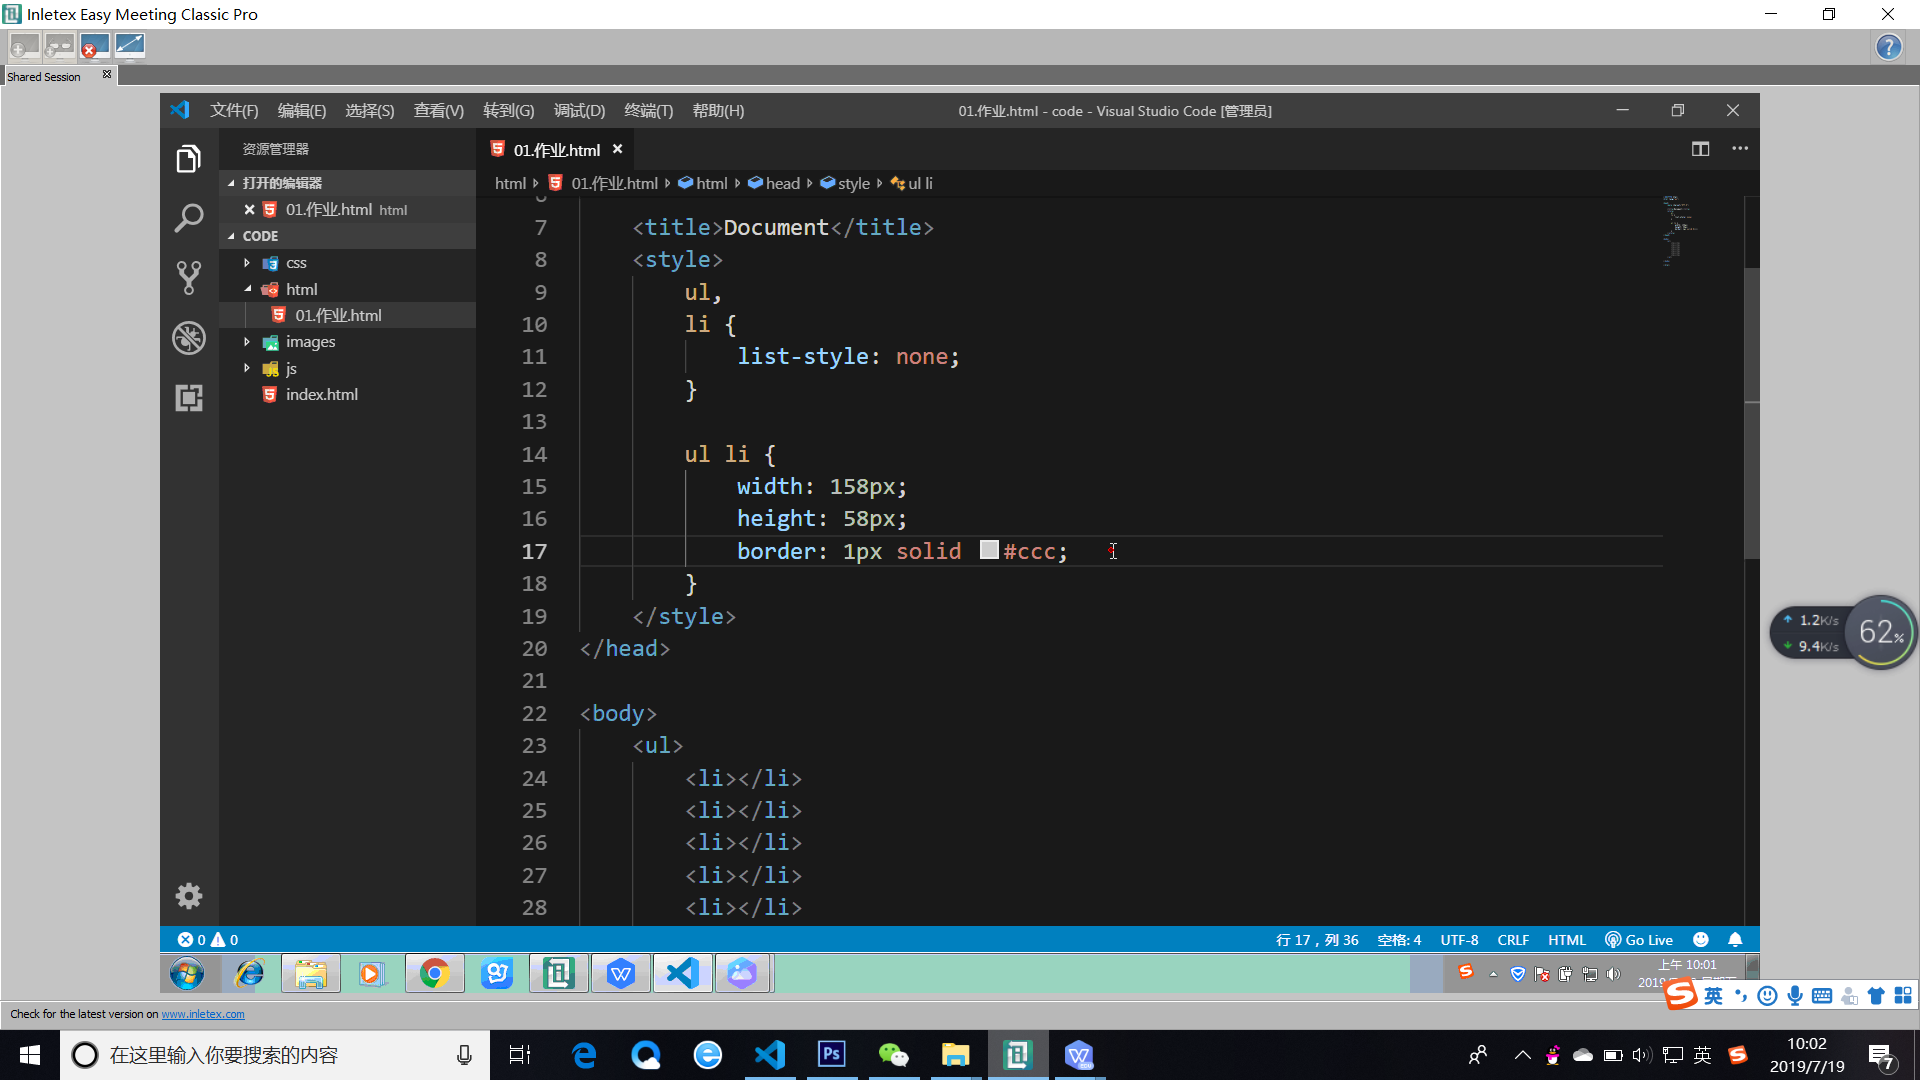 Inletex Easy Meeting Classic Pro
Shared Session
文件(F) 编辑(E) 选择(S) 查看(V) 转到(G) 调试(D) 终端(T) 帮助(H) 01.作业.html - code - Visual Studio Code [管理员]
资源管理器
打开的编辑器
01.作业.html html
CODE
css
html
01.作业.html
images
js
index.html
01.作业.html
html 01.作业.html html head style ul li
7 <title>Document</title>
8 <style>
9 ul,
10 li {
11 list-style: none;
12 }
13
14 ul li {
15 width: 158px;
16 height: 58px;
17 border: 1px solid #ccc;
18 }
19 </style>
20 </head>
21
22 <body>
23 <ul>
24 <li></li>
25 <li></li>
26 <li></li>
27 <li></li>
28 <li></li>
1.2K/s
9.4K/s
62%
0 0 行 17，列 36 空格: 4 UTF-8 CRLF HTML Go Live
上午 10:01
英
Check for the latest version on www.inletex.com
在这里输入你要搜索的内容
Ps
英
10:02
2019/7/19
7